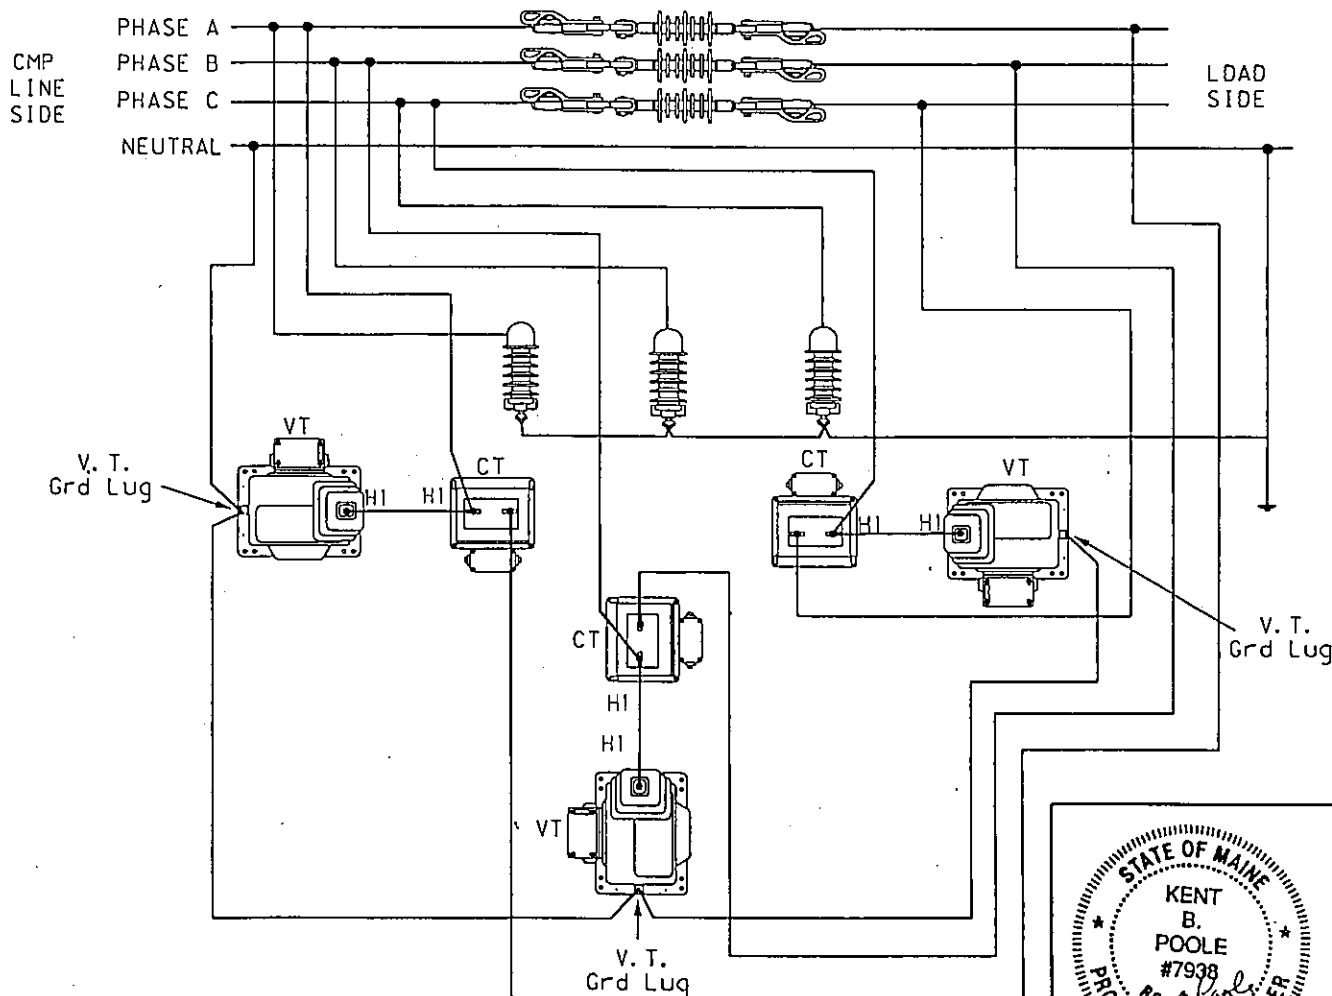 PHASE A
PHASE B
PHASE C
NEUTRAL
CMP
LINE
SIDE
LOAD
SIDE
VT
V. T.
Grd Lug
H1
H1
CT
CT
H1
H1
VT
V. T.
Grd Lug
CT
H1
H1
VT
V. T.
Grd Lug
STATE OF MAINE
KENT
B.
POOLE
#7938